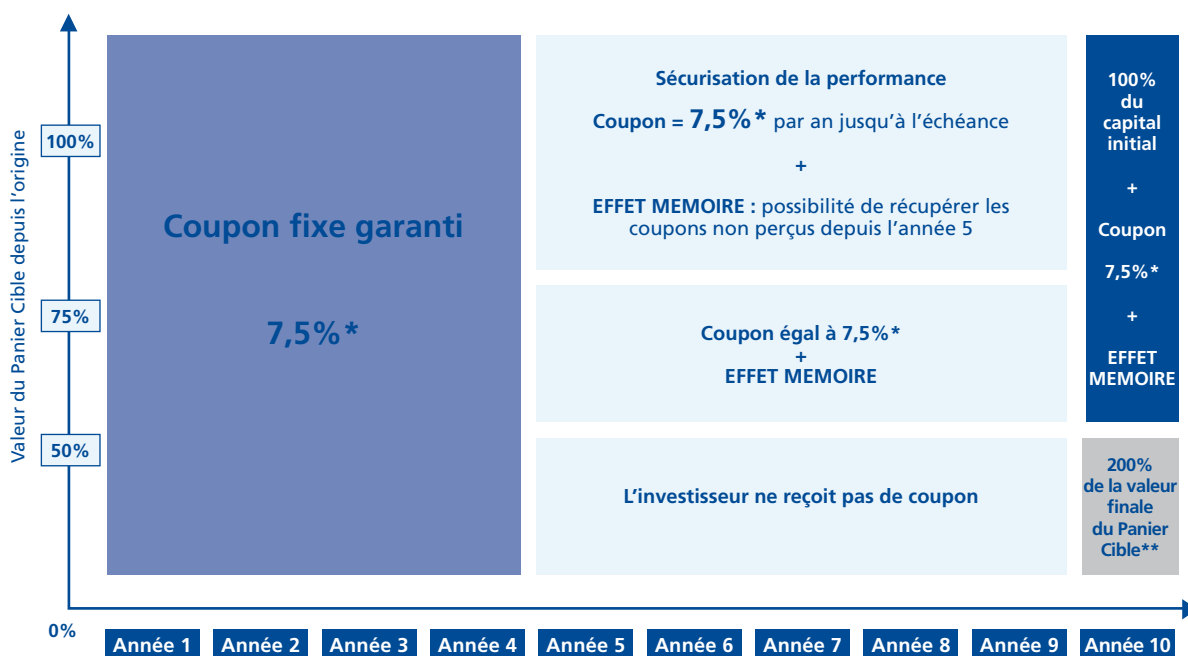 Valeur du Panier Cible depuis l'origine
100%
75%
50%
0%
Coupon fixe garanti
7,5%*
Sécurisation de la performance
Coupon = 7,5%* par an jusqu'à l'échéance
+
EFFET MEMOIRE : possibilité de récupérer les
coupons non perçus depuis l'année 5
Coupon égal à 7,5%*
+
EFFET MEMOIRE
L'investisseur ne reçoit pas de coupon
100%
du
capital
initial
+
Coupon
7,5%*
+
EFFET
MEMOIRE
200%
de la valeur
finale
du Panier
Cible**
Année 1
Année 2
Année 3
Année 4
Année 5
Année 6
Année 7
Année 8
Année 9
Année 10